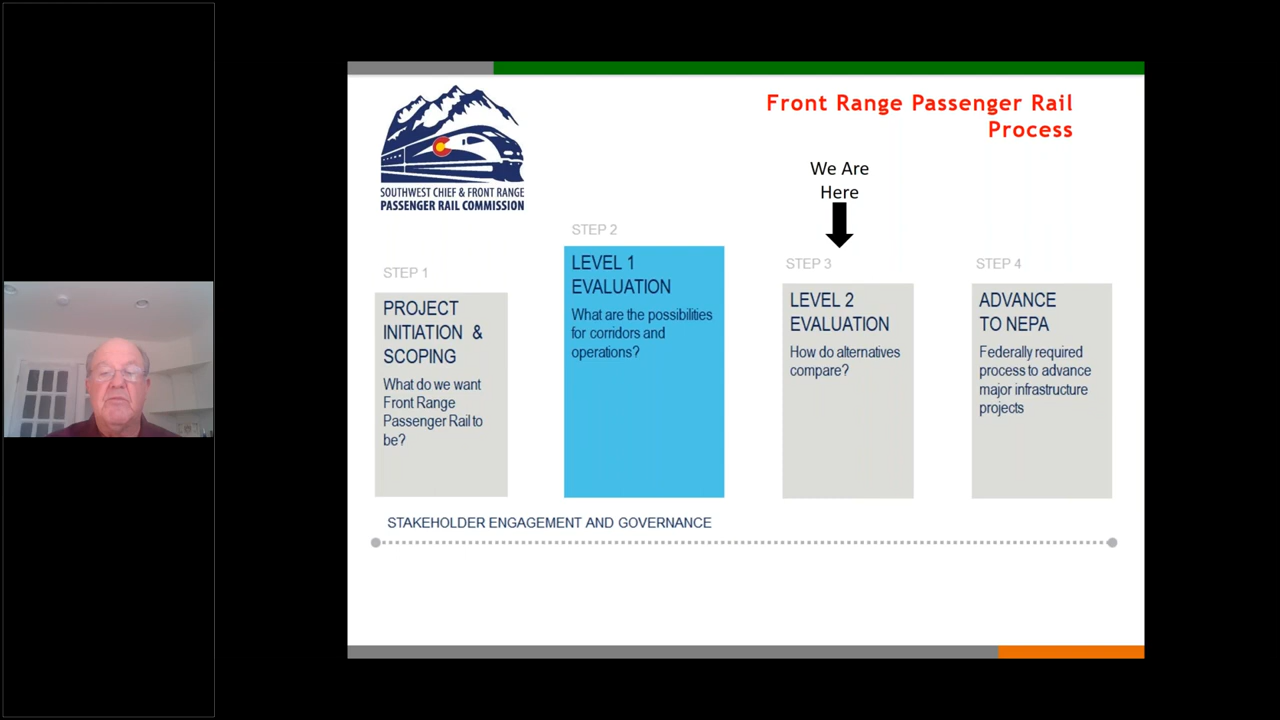 Front Range Passenger Rail
Process
SOUTHWEST CHIEF & FRONT RANGE
PASSENGER RAIL COMMISSION
We Are
Here
STEP 1
PROJECT
INITIATION &
SCOPING
What do we want
Front Range
Passenger Rail to
be?
STEP 2
LEVEL 1
EVALUATION
What are the possibilities
for corridors and
operations?
STEP 3
LEVEL 2
EVALUATION
How do alternatives
compare?
STEP 4
ADVANCE
TO NEPA
Federally required
process to advance
major infrastructure
projects
STAKEHOLDER ENGAGEMENT AND GOVERNANCE